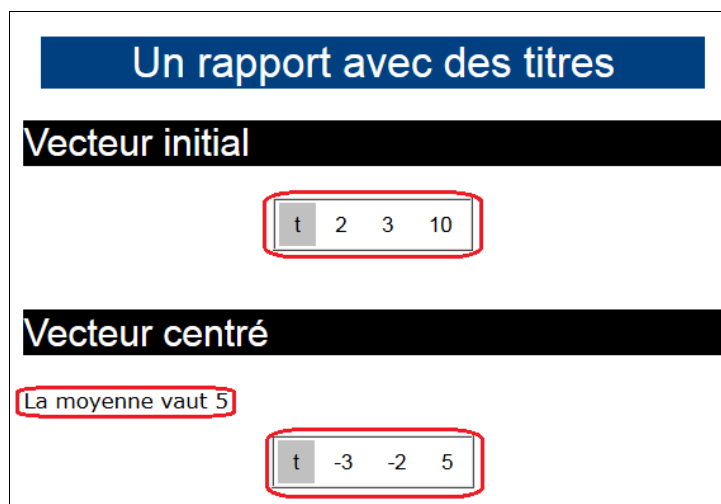 Un rapport avec des titres
Vecteur initial
t 2 3 10
Vecteur centré
La moyenne vaut 5
t -3 -2 5